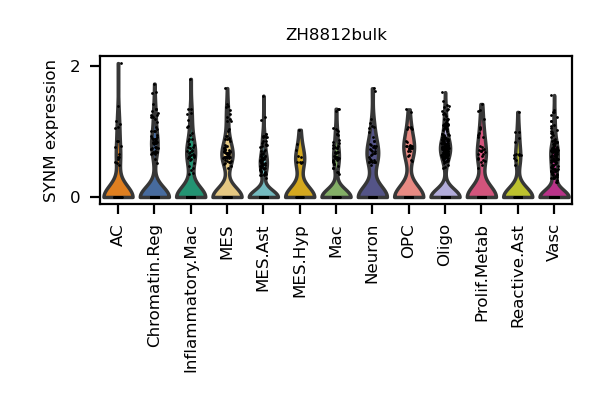 ZH8812bulk
SYNM expression
2
0
AC
Chromatin.Reg
Inflammatory.Mac
MES
MES.Ast
MES.Hyp
Mac
Neuron
OPC
Oligo
Prolif.Metab
Reactive.Ast
Vasc